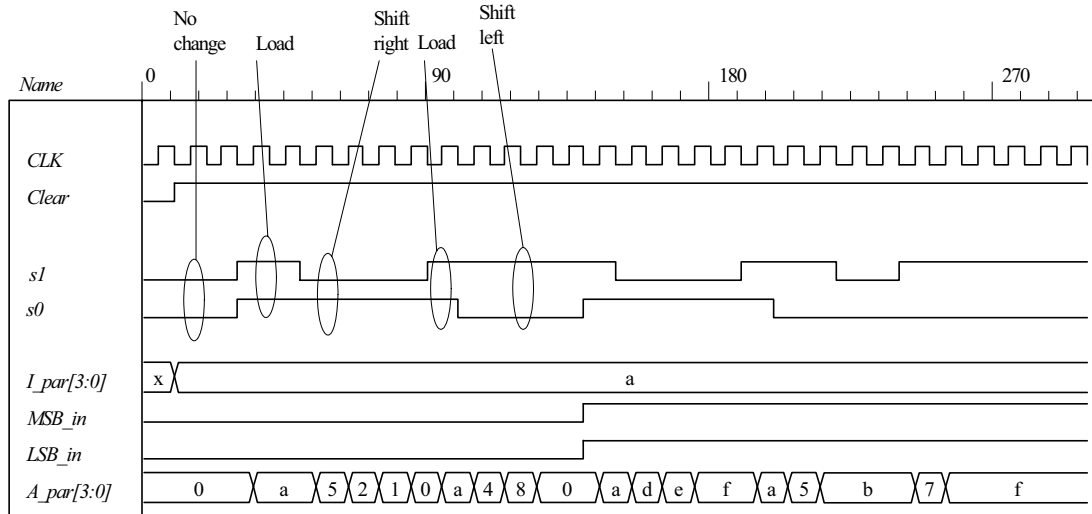 No change
Load
Shift right
Load
Shift left
Name
0 90 180 270
CLK
Clear
s1
s0
I_par[3:0] x a
MSB_in
LSB_in
A_par[3:0] 0 a 5 2 1 0 a 4 8 0 a d e f a 5 b 7 f